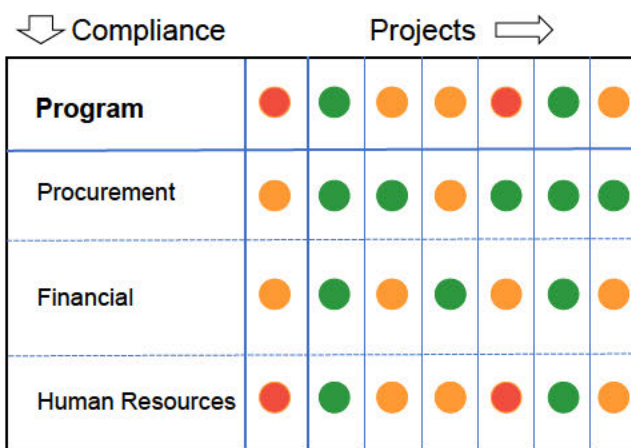 Compliance Projects
Program
Procurement
Financial
Human Resources